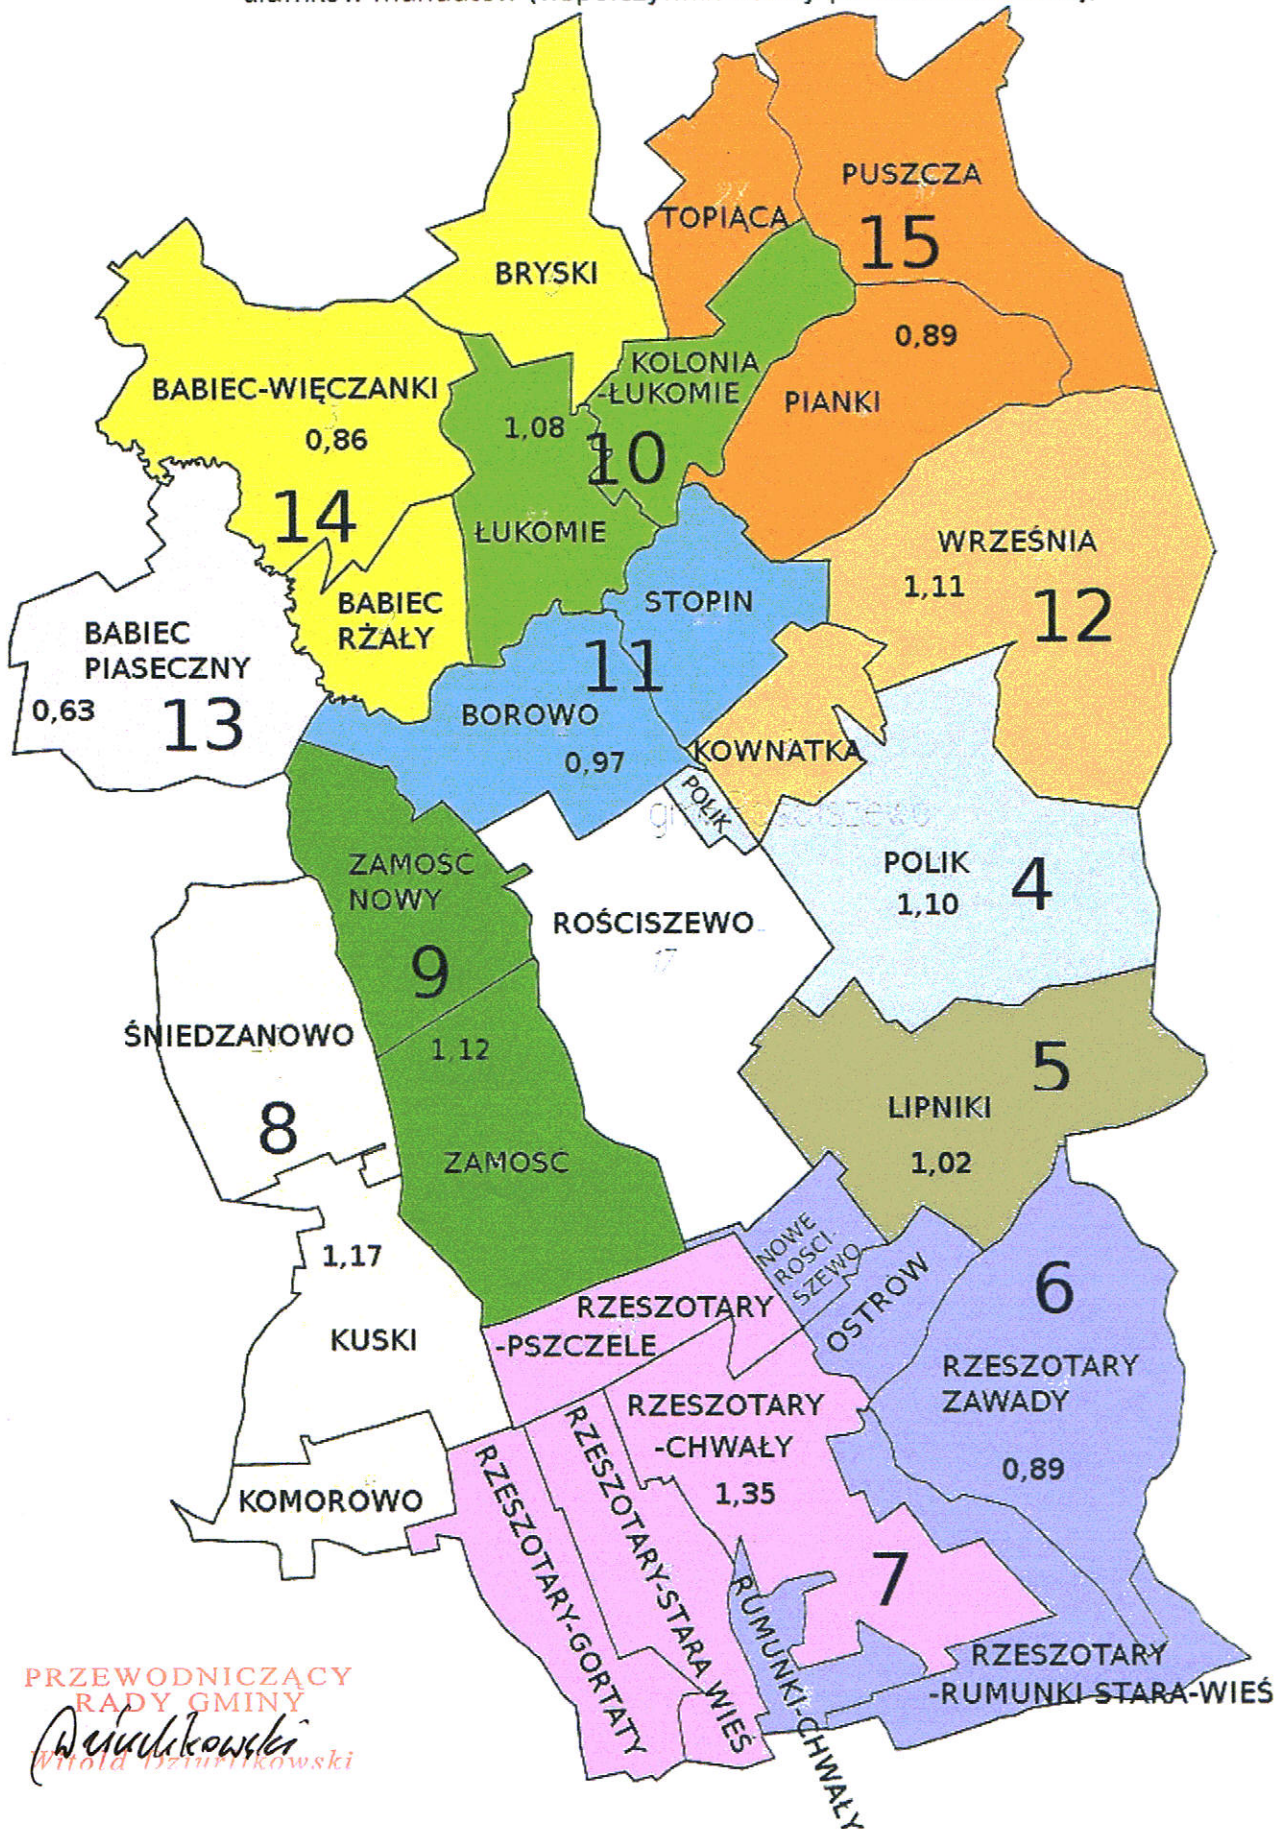 PUSZCZA
TOPIĄCA
15
BRYSKI
0,89
KOLONIA
-ŁUKOMIE
BABIEC-WIĘCZANKI
PIANKI
0,86
1,08
10
14
ŁUKOMIE
WRZEŚNIA
1,11
12
BABIEC
RŻAŁY
STOPIN
BABIEC
PIASECZNY
0,63
13
11
BOROWO
0,97
KOWNATKA
POLIK
ZAMOŚĆ
NOWY
9
POLIK
1,10
4
ROŚCISZEWO
ŚNIEDZANOWO
8
1,12
5
LIPNIKI
1,02
ZAMOŚĆ
1,17
KUSKI
NOWE
ROŚCI-
SZEWO
OSTRÓW
6
RZESZOTARY
-PSZCZELE
RZESZOTARY
ZAWADY
0,89
RZESZOTARY
-CHWAŁY
1,35
KOMOROWO
RZESZOTARY-GORTATY
RZESZOTARY-STARA WIEŚ
7
RUMUNKI-CHWAŁY
RZESZOTARY
-RUMUNKI STARA-WIEŚ
PRZEWODNICZĄCY
RADY GMINY
Witold